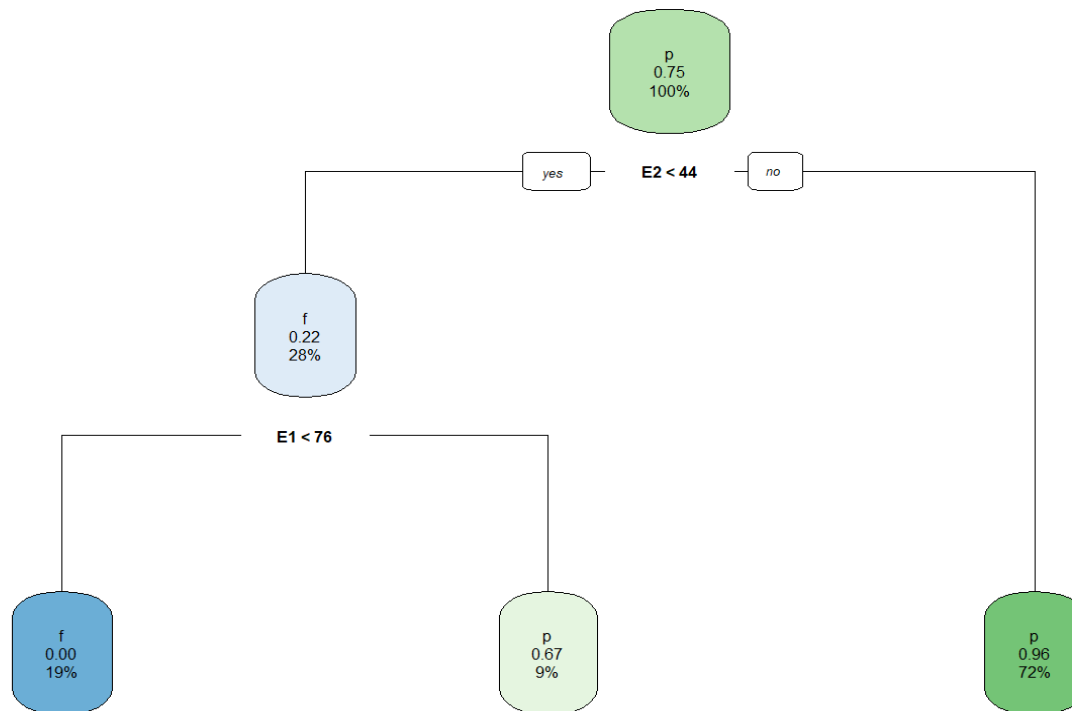 p
0.75
100%
yes
E2 < 44
no
f
0.22
28%
E1 < 76
f
0.00
19%
p
0.67
9%
p
0.96
72%